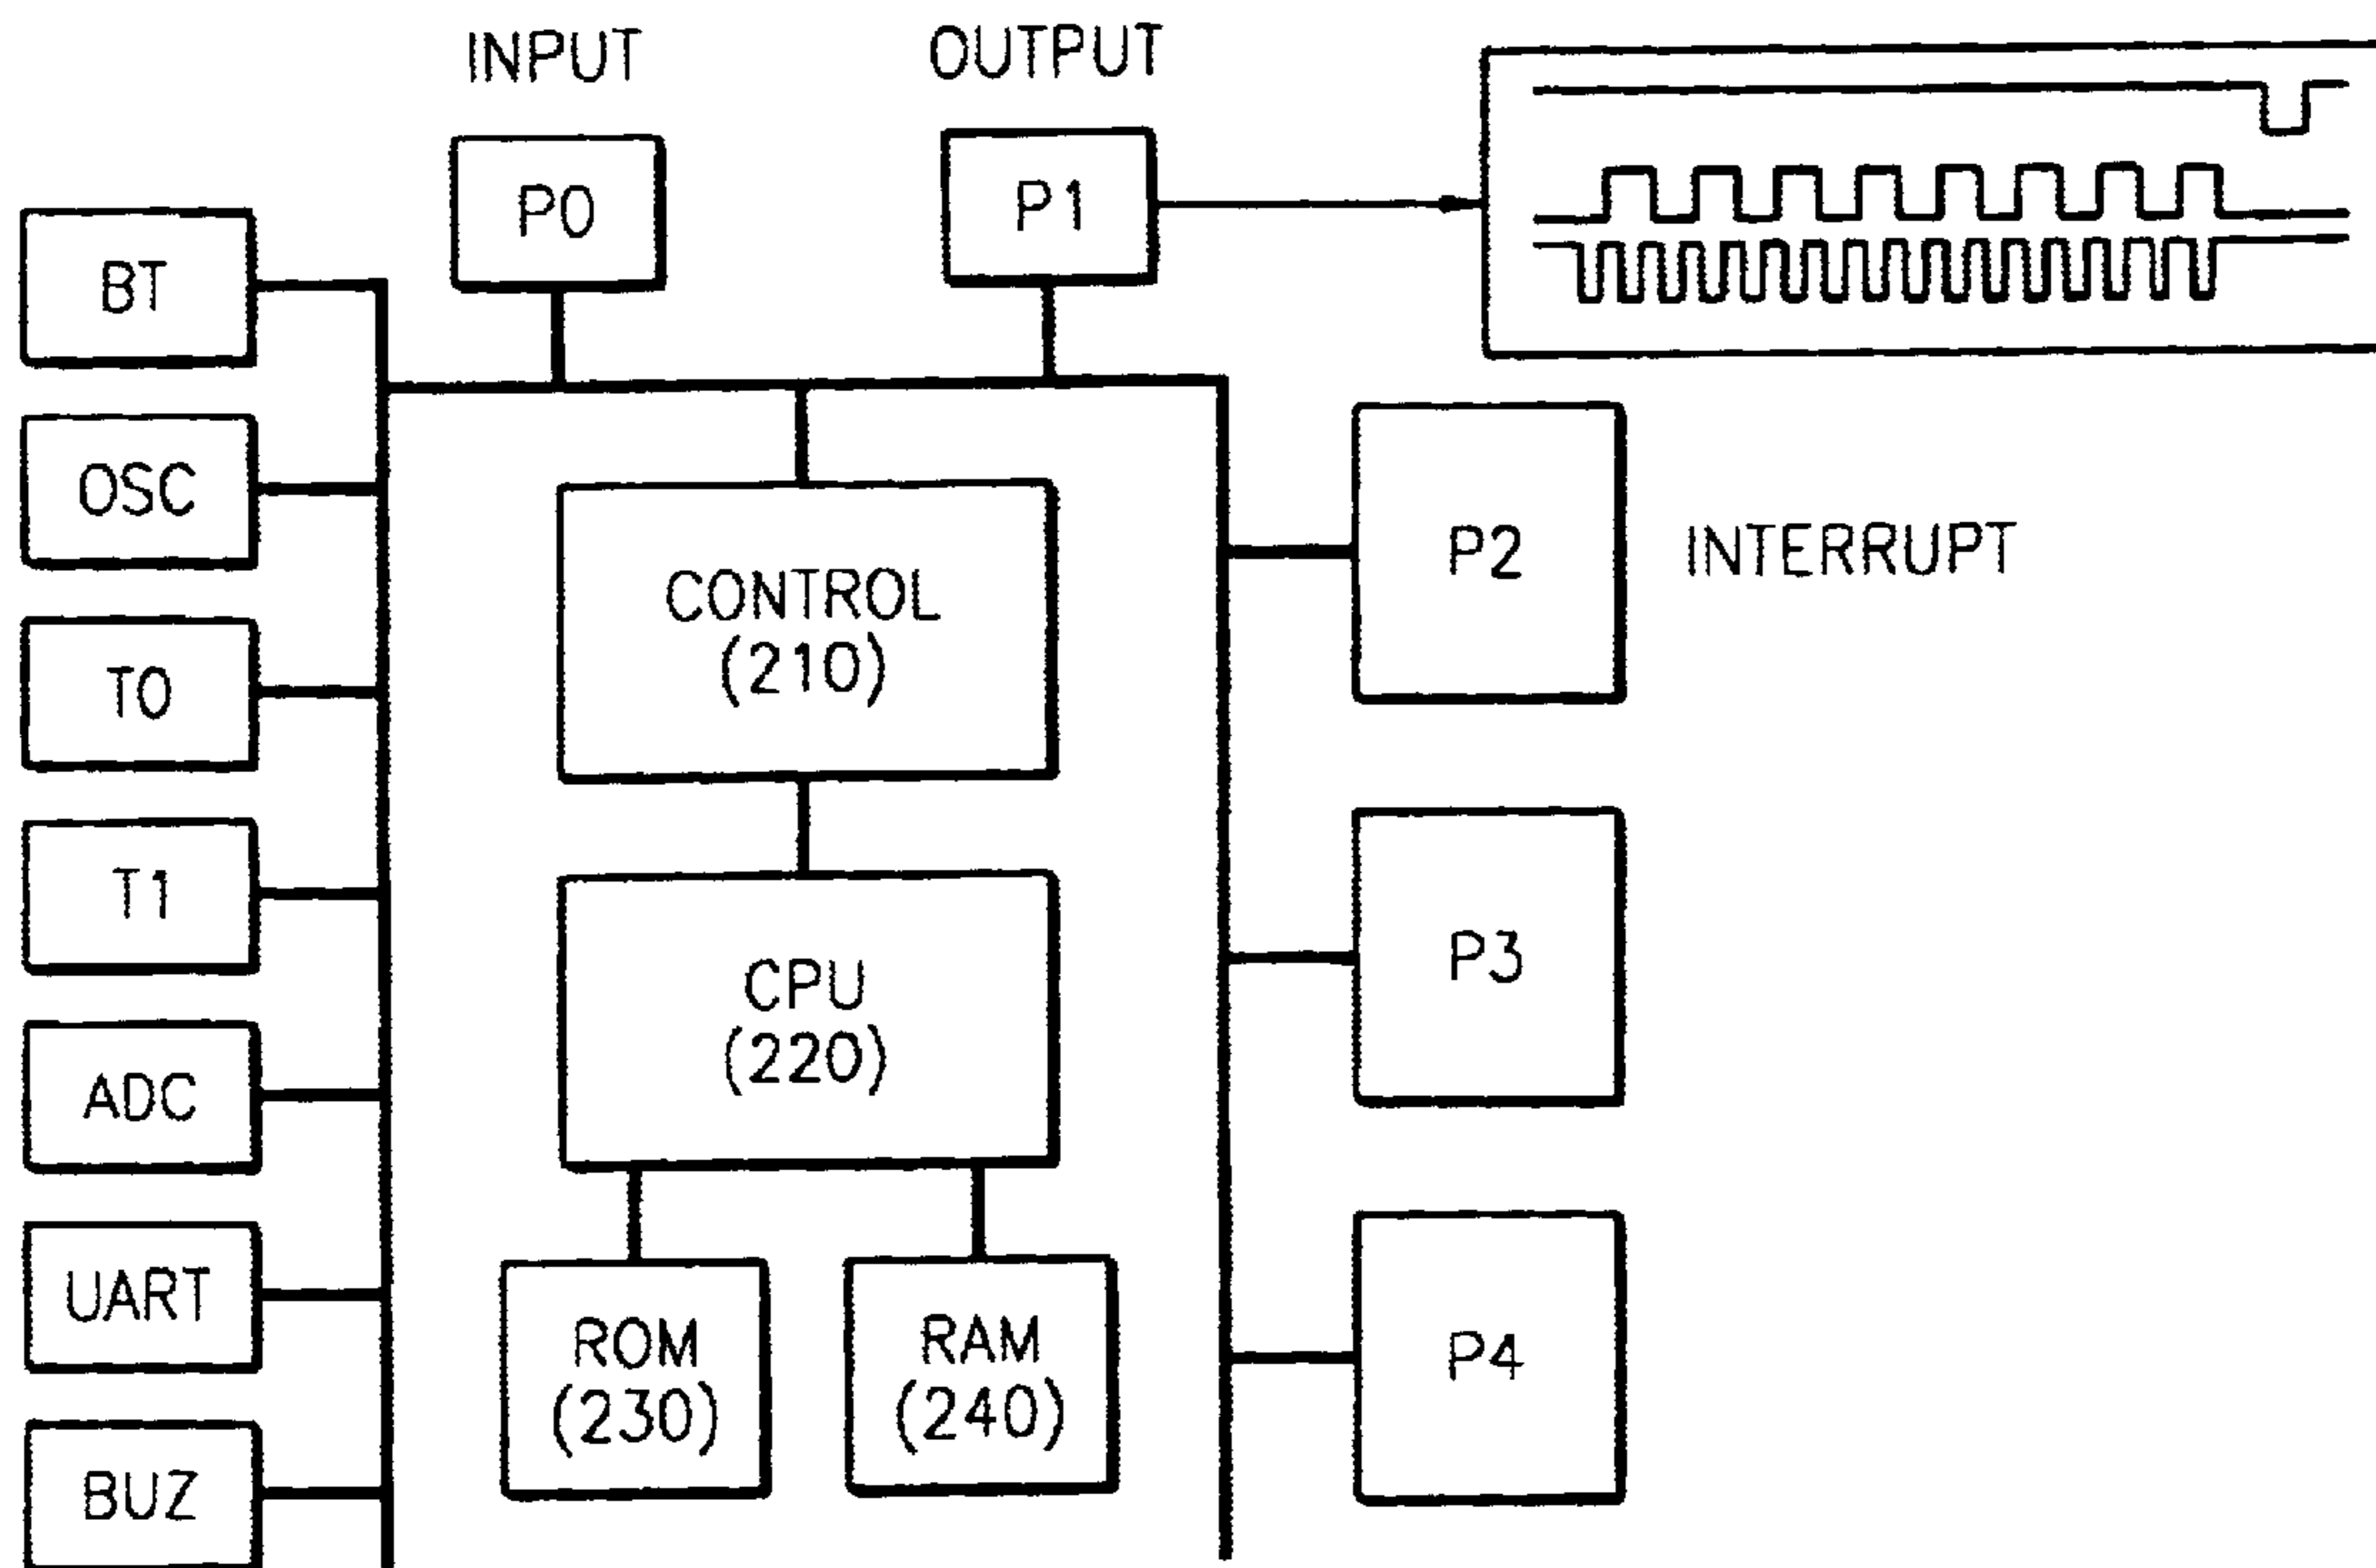 INPUT
OUTPUT
P0
P1
BT
OSC
T0
T1
ADC
UART
BUZ
CONTROL
(210)
CPU
(220)
ROM
(230)
RAM
(240)
P2
INTERRUPT
P3
P4